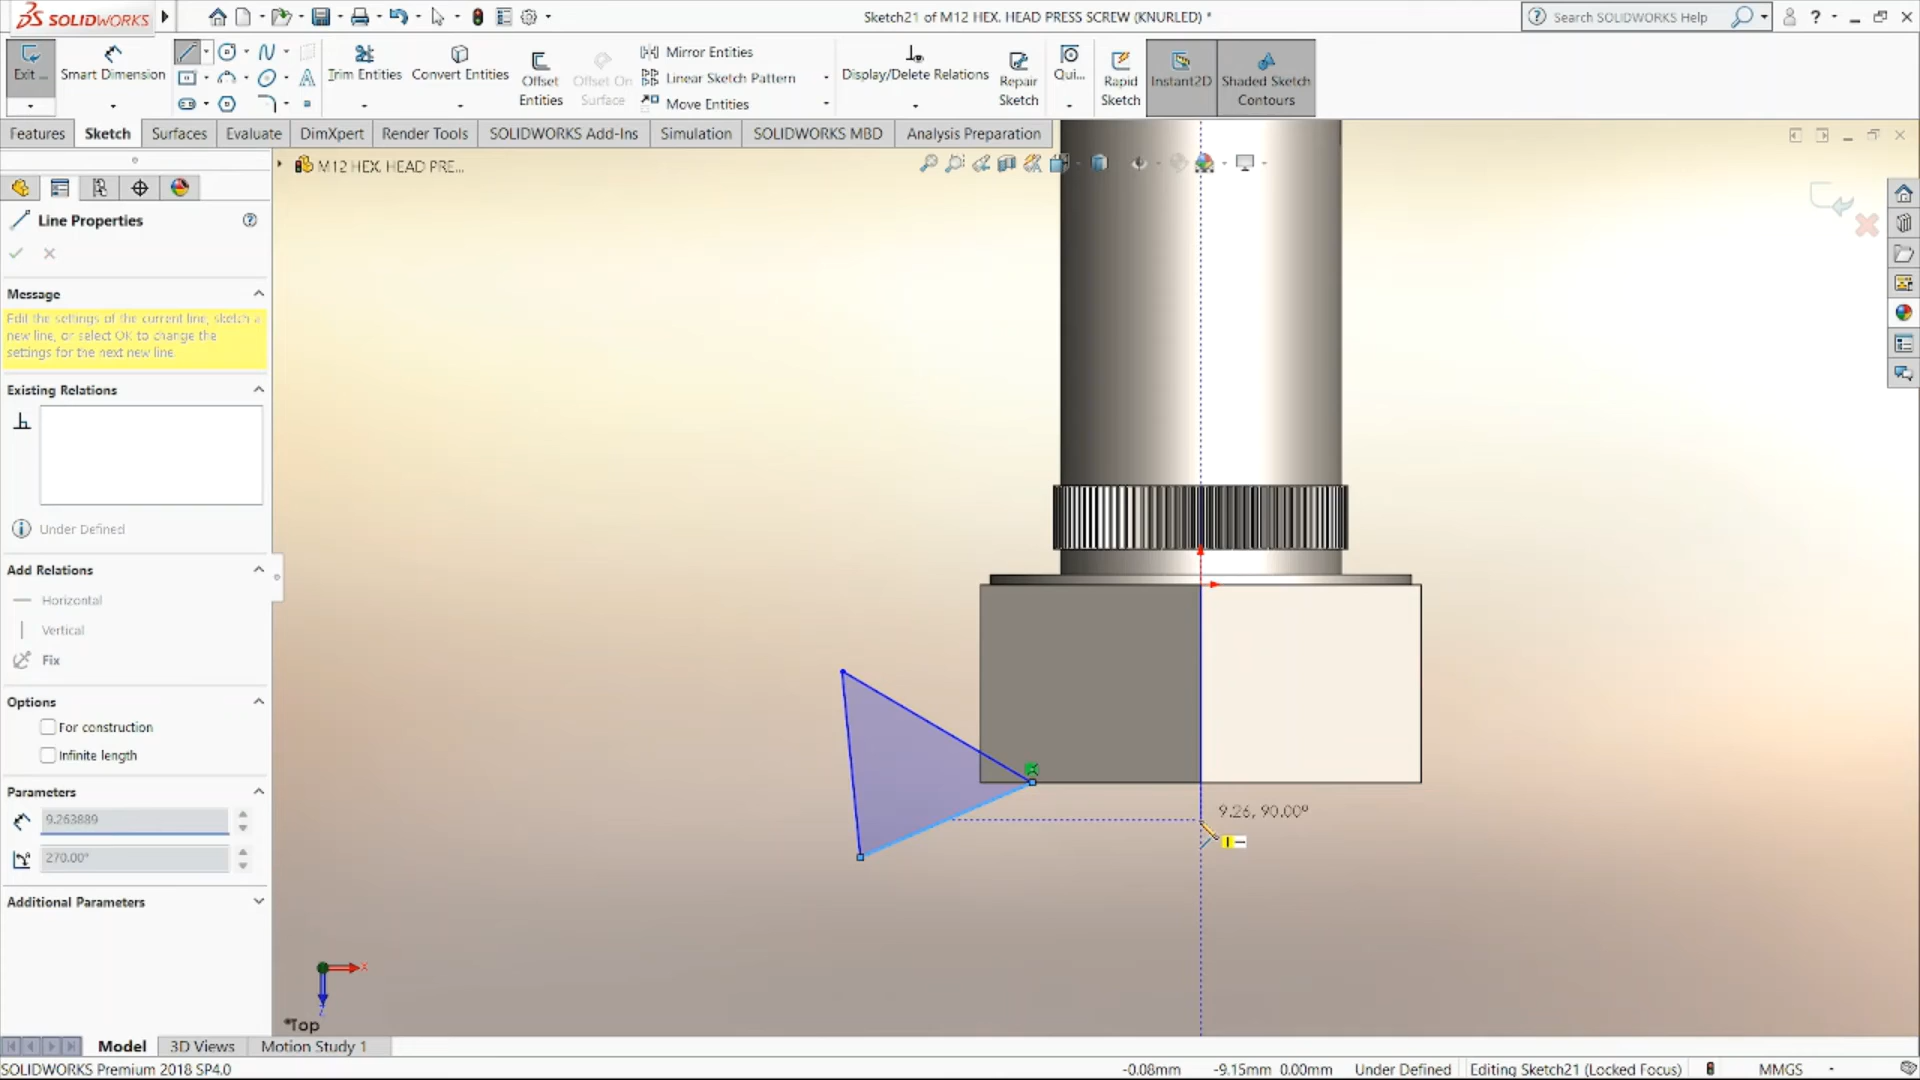 SOLIDWORKS
Sketch21 of M12 HEX. HEAD PRESS SCREW (KNURLED) *
Search SOLIDWORKS Help
Exit ...
Smart Dimension
Trim Entities
Convert Entities
Offset Entities
Offset On Surface
Mirror Entities
Linear Sketch Pattern
Move Entities
Display/Delete Relations
Repair Sketch
Qui...
Rapid Sketch
Instant2D
Shaded Sketch Contours
Features
Sketch
Surfaces
Evaluate
DimXpert
Render Tools
SOLIDWORKS Add-Ins
Simulation
SOLIDWORKS MBD
Analysis Preparation
M12 HEX. HEAD PRE...
Line Properties
Message
Edit the settings of the current line, sketch a
new line, or select OK to change the
settings for the next new line.
Existing Relations
Under Defined
Add Relations
Horizontal
Vertical
Fix
Options
For construction
Infinite length
Parameters
9.263889
270.00°
Additional Parameters
9.26, 90.00°
X
*Top
Model
3D Views
Motion Study 1
SOLIDWORKS Premium 2018 SP4.0
-0.08mm
-9.15mm
0.00mm
Under Defined
Editing Sketch21 (Locked Focus)
MMGS